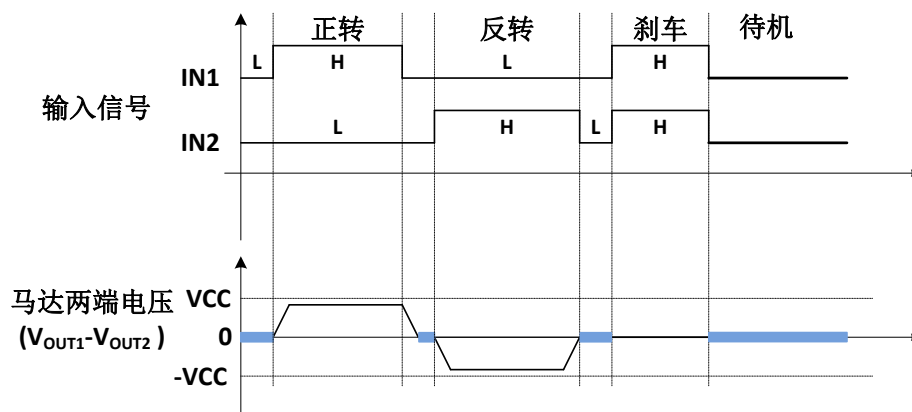 正转 反转 刹车 待机
L H L H
IN1
输入信号
IN2
L H L H
马达两端电压 VCC
(VOUT1-VOUT2 ) 0
-VCC